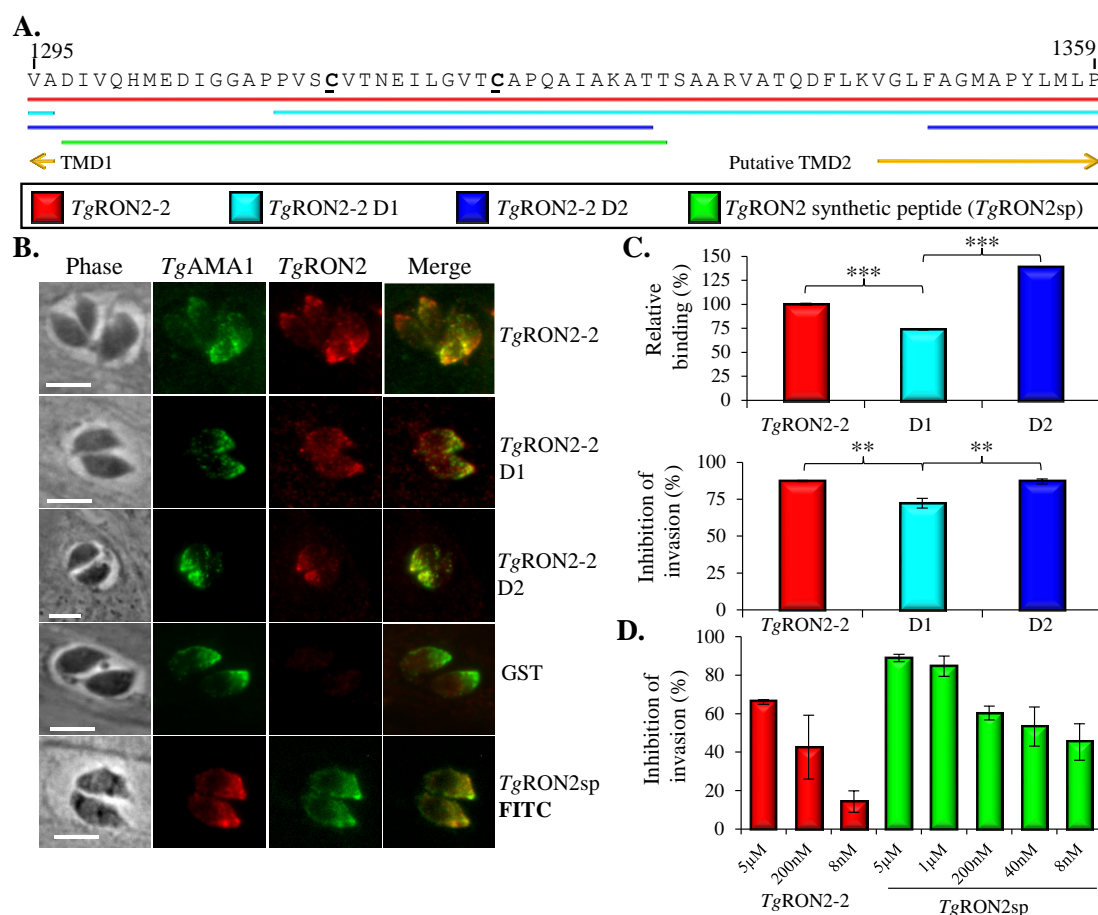 A.
1295 1359
VADIVQHMEDIGGAPPVSCVTNEILGVTCAPQAIAKATTSAARVATQDFLKVGLFAGMAPYLMLP
TMD1 Putative TMD2
TgRON2-2 TgRON2-2 D1 TgRON2-2 D2 TgRON2 synthetic peptide (TgRON2sp)
B.
Phase TgAMA1 TgRON2 Merge
TgRON2-2
TgRON2-2
D1
TgRON2-2
D2
GST
TgRON2sp
FITC
C.
Relative
binding (%)
150
125
100
75
50
25
0
*** ***
TgRON2-2 D1 D2
Inhibition of
invasion (%)
100
75
50
25
0
** **
TgRON2-2 D1 D2
D.
Inhibition of
invasion (%)
100
80
60
40
20
0
5µM 200nM 8nM 5µM 1µM 200nM 40nM 8nM
TgRON2-2 TgRON2sp